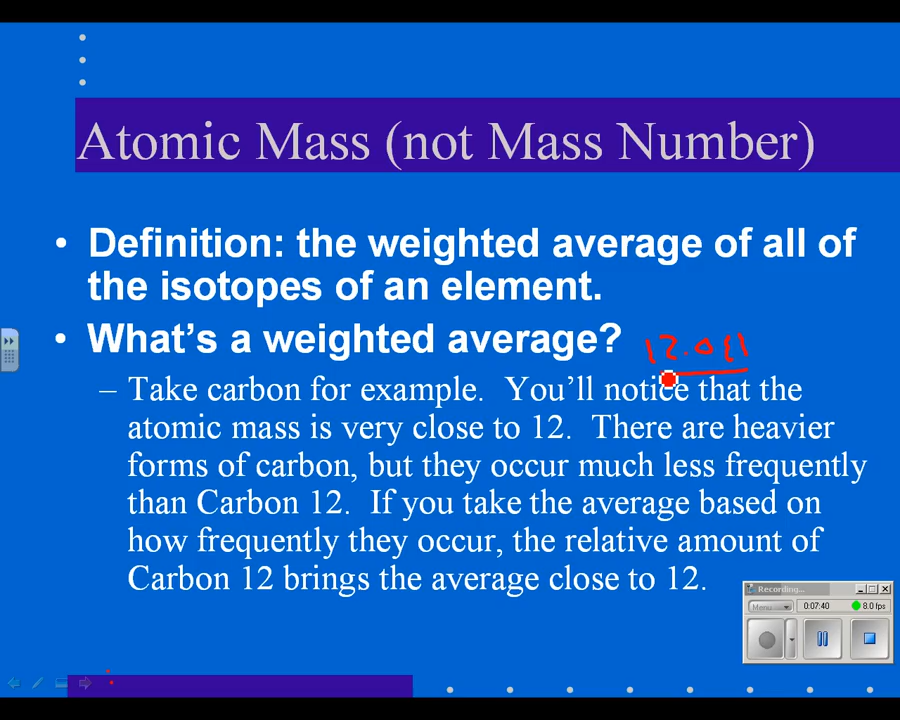 Atomic Mass (not Mass Number)
• Definition: the weighted average of all of
the isotopes of an element.
• What's a weighted average?
– Take carbon for example. You'll notice that the
atomic mass is very close to 12. There are heavier
forms of carbon, but they occur much less frequently
than Carbon 12. If you take the average based on
how frequently they occur, the relative amount of
Carbon 12 brings the average close to 12.
Recording...
Menu
0:07:40
8.0 fps